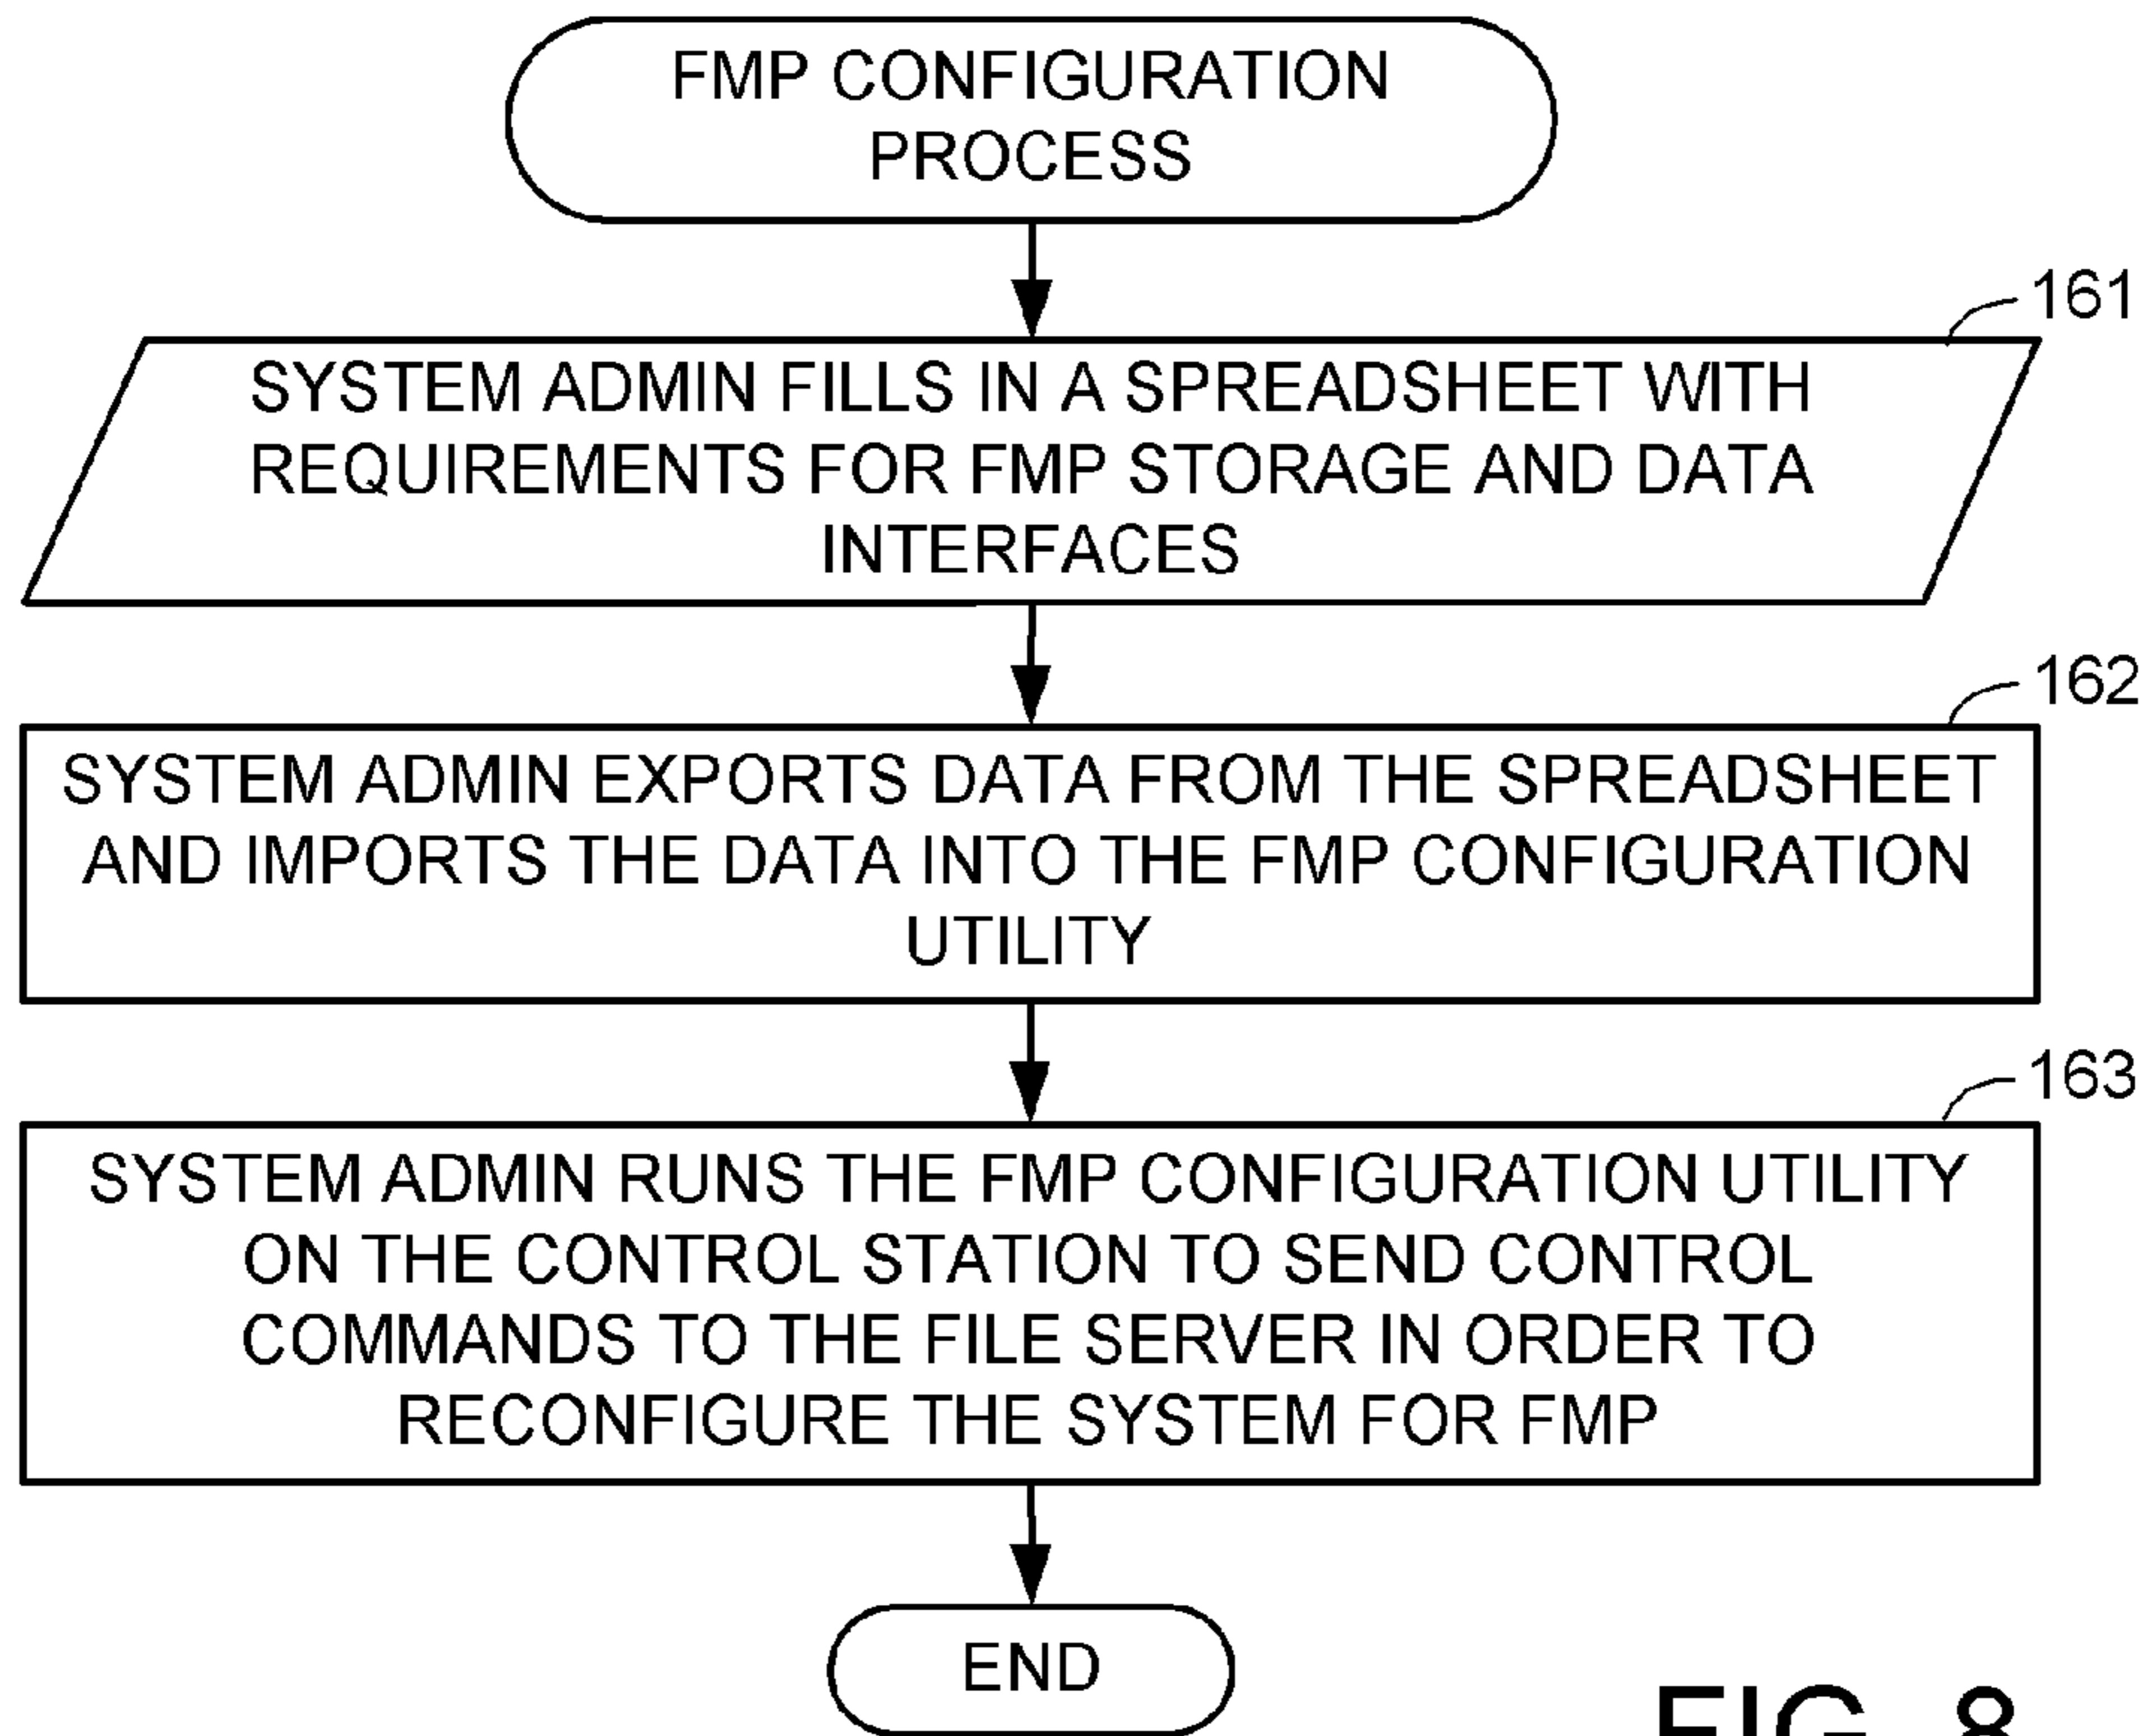 FMP CONFIGURATION
PROCESS
161
SYSTEM ADMIN FILLS IN A SPREADSHEET WITH
REQUIREMENTS FOR FMP STORAGE AND DATA
INTERFACES
162
SYSTEM ADMIN EXPORTS DATA FROM THE SPREADSHEET
AND IMPORTS THE DATA INTO THE FMP CONFIGURATION
UTILITY
163
SYSTEM ADMIN RUNS THE FMP CONFIGURATION UTILITY
ON THE CONTROL STATION TO SEND CONTROL
COMMANDS TO THE FILE SERVER IN ORDER TO
RECONFIGURE THE SYSTEM FOR FMP
END
FIG. 8